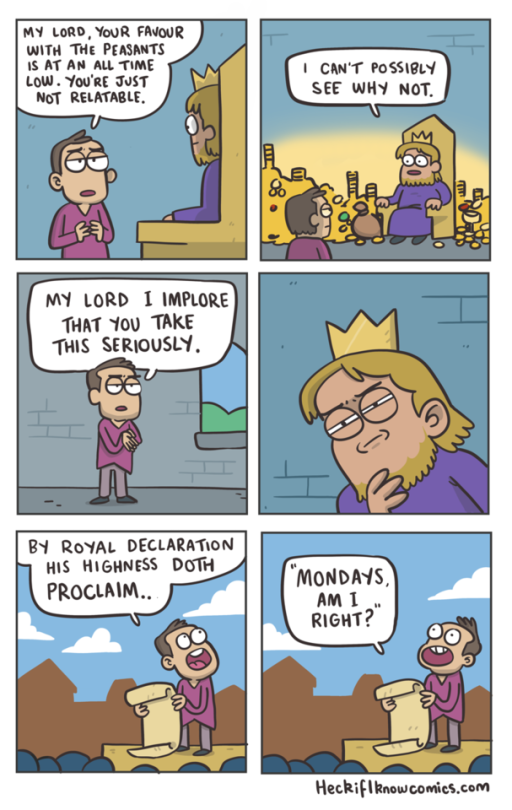 MY LORD, YOUR FAVOUR
WITH THE PEASANTS
IS AT AN ALL TIME
LOW. YOU'RE JUST
NOT RELATABLE.
I CAN'T POSSIBLY
SEE WHY NOT.
MY LORD I IMPLORE
THAT YOU TAKE
THIS SERIOUSLY.
BY ROYAL DECLARATION
HIS HIGHNESS DOTH
PROCLAIM..
"MONDAYS,
AM I
RIGHT?"
HeckifIknowcomics.com